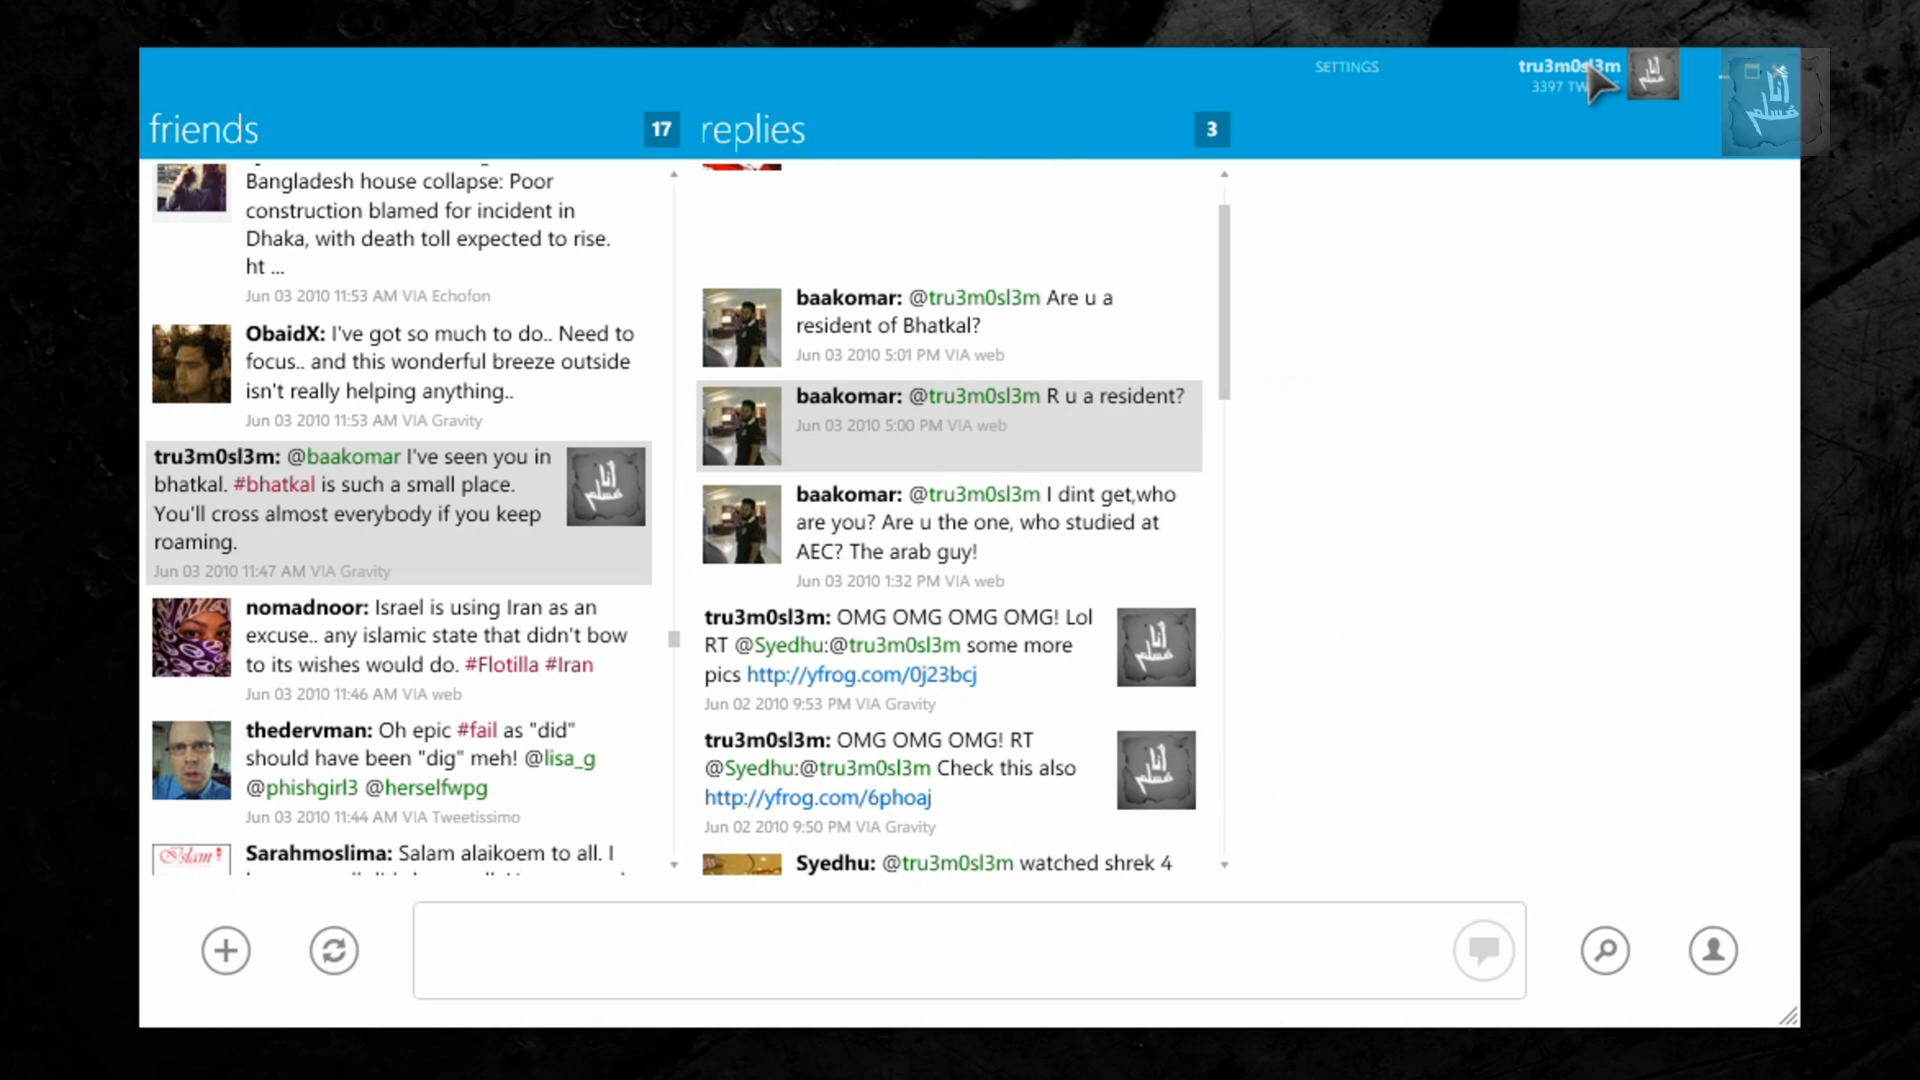 SETTINGS
tru3m0sl3m
3397 TW
friends
17
replies
3
Bangladesh house collapse: Poor
construction blamed for incident in
Dhaka, with death toll expected to rise.
ht ...
Jun 03 2010 11:53 AM VIA Echofon
ObaidX: I've got so much to do.. Need to
focus.. and this wonderful breeze outside
isn't really helping anything..
Jun 03 2010 11:53 AM VIA Gravity
tru3m0sl3m: @baakomar I've seen you in
bhatkal. #bhatkal is such a small place.
You'll cross almost everybody if you keep
roaming.
Jun 03 2010 11:47 AM VIA Gravity
nomadnoor: Israel is using Iran as an
excuse.. any islamic state that didn't bow
to its wishes would do. #Flotilla #Iran
Jun 03 2010 11:46 AM VIA web
thedervman: Oh epic #fail as "did"
should have been "dig" meh! @lisa_g
@phishgirl3 @herselfwpg
Jun 03 2010 11:44 AM VIA Tweetissimo
Islam
Sarahmoslima: Salam alaikoem to all. I
baakomar: @tru3m0sl3m Are u a
resident of Bhatkal?
Jun 03 2010 5:01 PM VIA web
baakomar: @tru3m0sl3m R u a resident?
Jun 03 2010 5:00 PM VIA web
baakomar: @tru3m0sl3m I dint get,who
are you? Are u the one, who studied at
AEC? The arab guy!
Jun 03 2010 1:32 PM VIA web
tru3m0sl3m: OMG OMG OMG OMG! Lol
RT @Syedhu:@tru3m0sl3m some more
pics http://yfrog.com/0j23bcj
Jun 02 2010 9:53 PM VIA Gravity
tru3m0sl3m: OMG OMG OMG! RT
@Syedhu:@tru3m0sl3m Check this also
http://yfrog.com/6phoaj
Jun 02 2010 9:50 PM VIA Gravity
Syedhu: @tru3m0sl3m watched shrek 4
أنا
مسلم